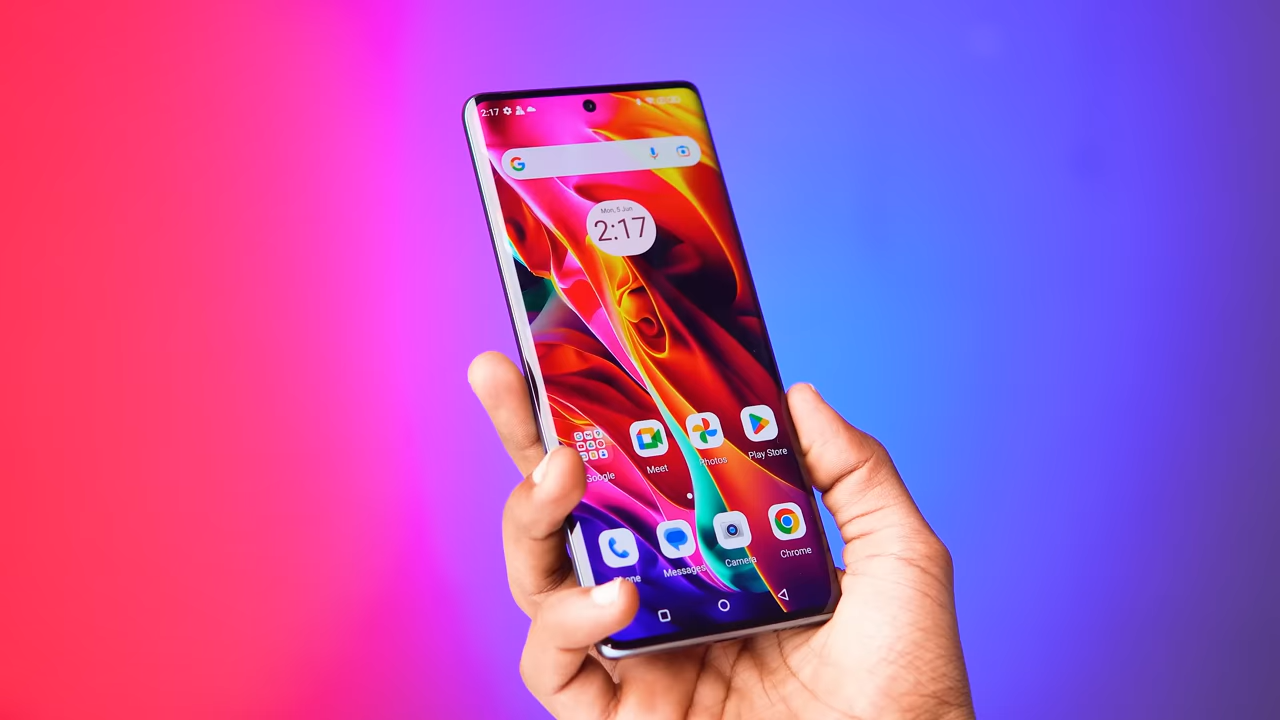 2:17
Mon, 5 Jun
2:17
Google
Meet
Photos
Play Store
Messages
Camera
Chrome